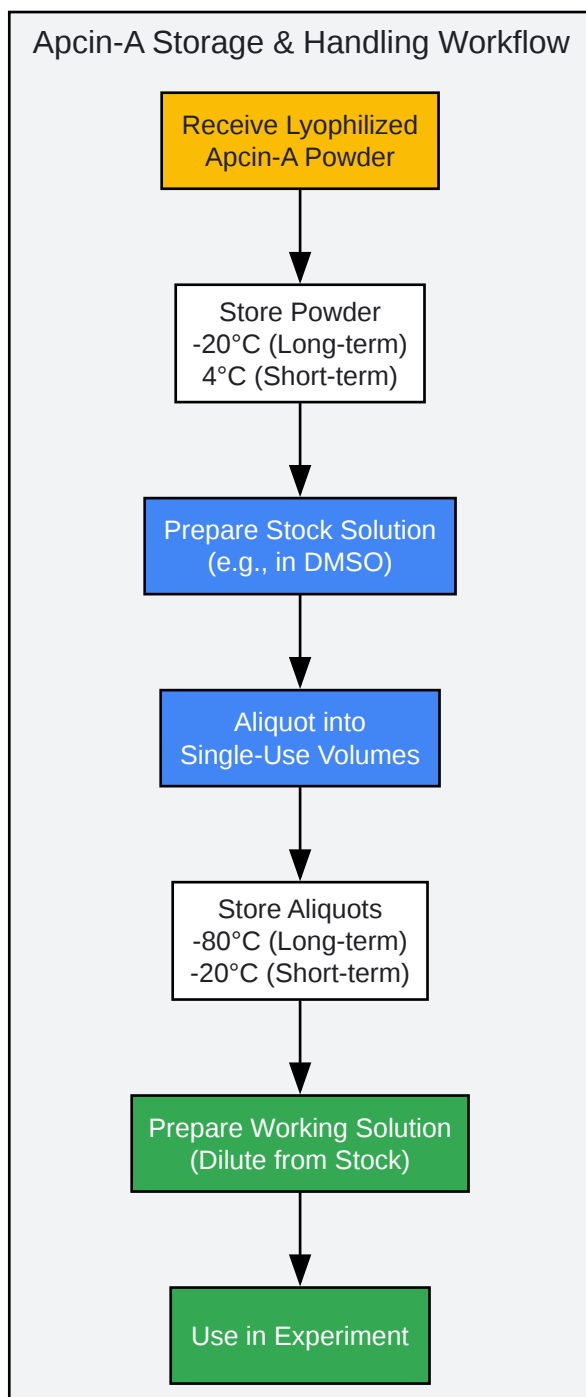 Apcin-A Storage & Handling Workflow
Receive Lyophilized
Apcin-A Powder
Store Powder
-20°C (Long-term)
4°C (Short-term)
Prepare Stock Solution
(e.g., in DMSO)
Aliquot into
Single-Use Volumes
Store Aliquots
-80°C (Long-term)
-20°C (Short-term)
Prepare Working Solution
(Dilute from Stock)
Use in Experiment